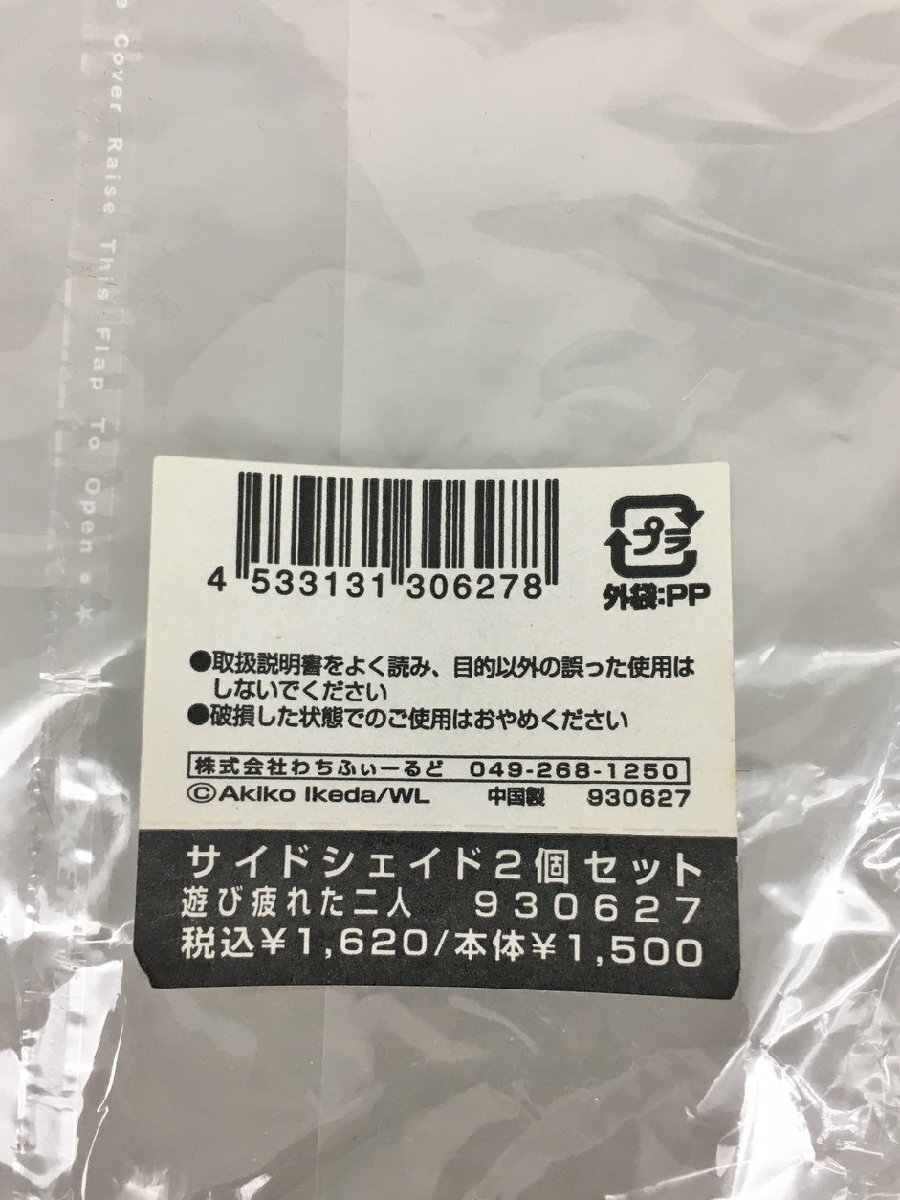 e Cover Raise This Flap To Open
4 533131 306278
プラ
外袋:PP
●取扱説明書をよく読み、目的以外の誤った使用は
しないでください
●破損した状態でのご使用はおやめください
株式会社わちふぃーるど 049-268-1250
©Akiko Ikeda/WL 中国製 930627
サイドシェイド2個セット
遊び疲れた二人 930627
税込¥1,620/本体¥1,500